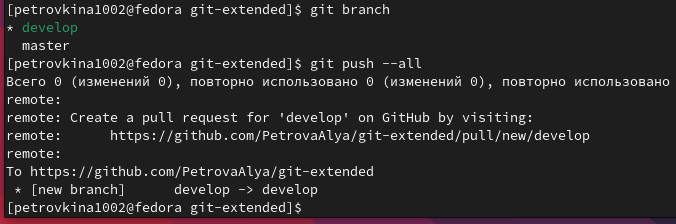 [petrovkina1002@fedora git-extended]$ git branch
* develop
  master
[petrovkina1002@fedora git-extended]$ git push --all
Всего 0 (изменений 0), повторно использовано 0 (изменений 0), повторно использовано
remote:
remote: Create a pull request for 'develop' on GitHub by visiting:
remote:      https://github.com/PetrovaAlya/git-extended/pull/new/develop
remote:
To https://github.com/PetrovaAlya/git-extended
 * [new branch]      develop -> develop
[petrovkina1002@fedora git-extended]$